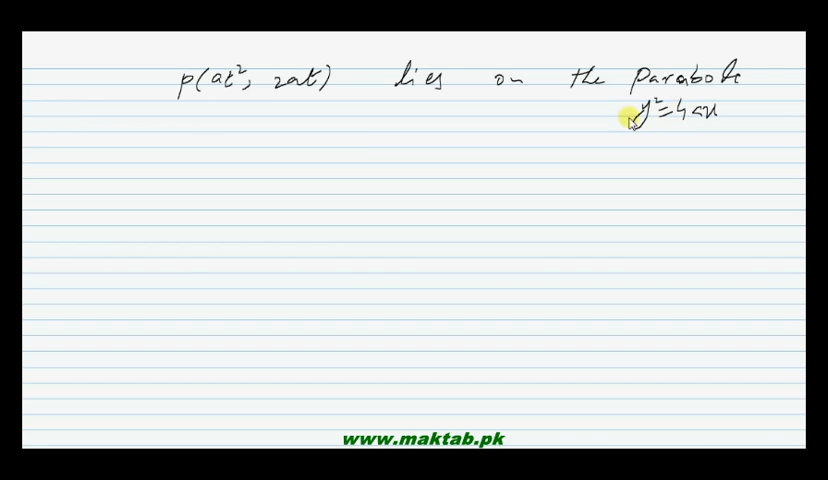 p(at², 2at) lies on the parabola
y²=4ax
www.maktab.pk